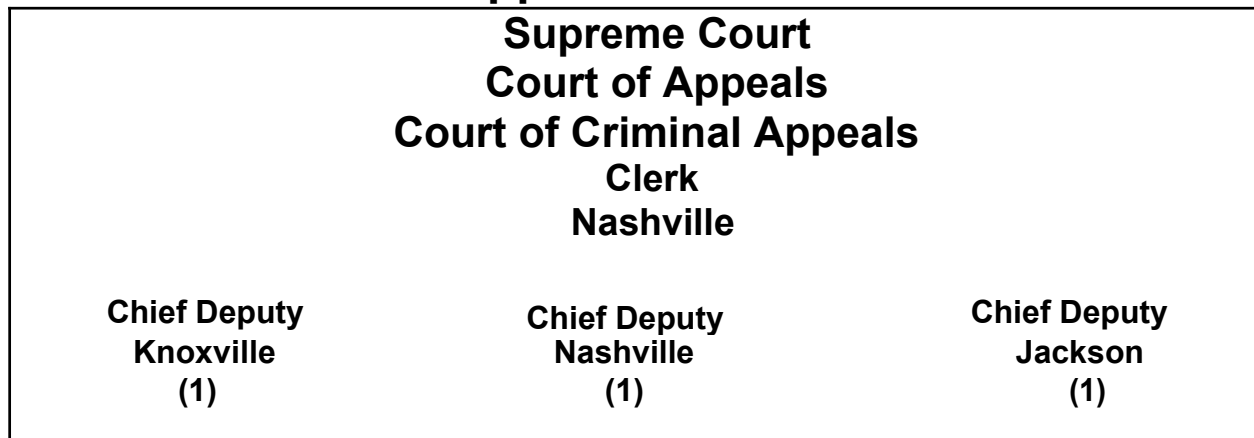 Supreme Court
Court of Appeals
Court of Criminal Appeals
Clerk
Nashville
Chief Deputy
Knoxville
(1)
Chief Deputy
Nashville
(1)
Chief Deputy
Jackson
(1)